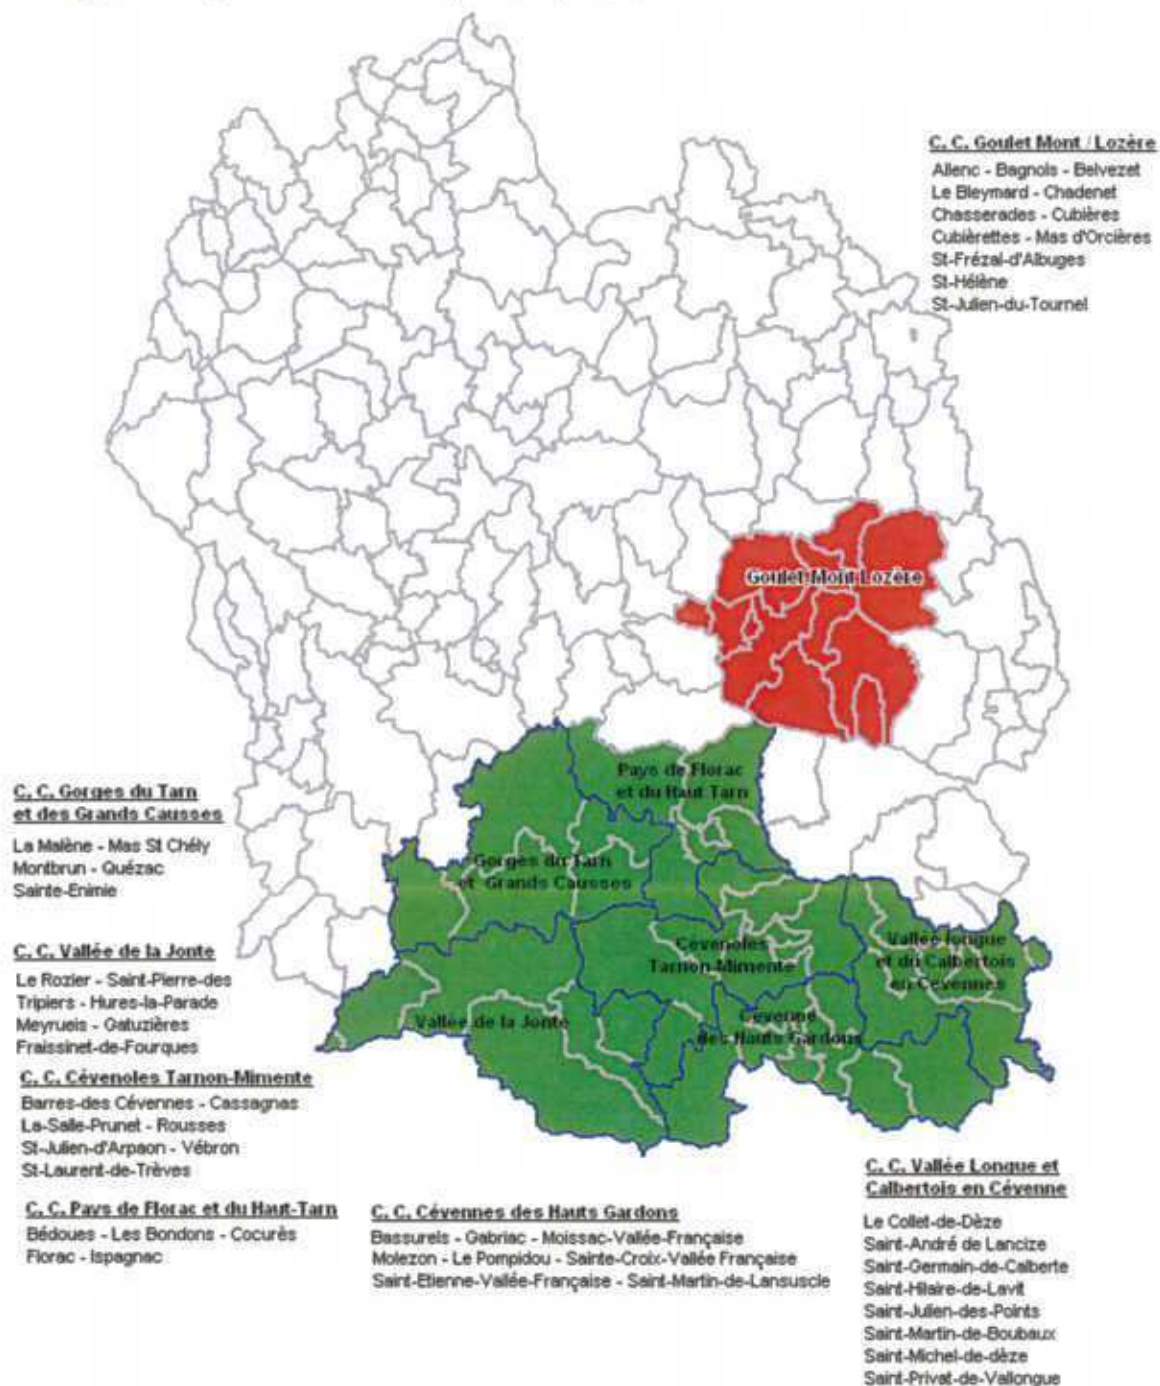 C. C. Goulet Mont / Lozère
Allenc - Bagnols - Belvezet
Le Bleymard - Chadenet
Chasserades - Cubières
Cubièrettes - Mas d'Orcières
St-Frézal-d'Albuges
St-Hélène
St-Julien-du-Tournel
Goulet Mont Lozère
Pays de Florac
et du Haut Tarn
C. C. Gorges du Tarn
et des Grands Causses
La Malène - Mas St Chély
Montbrun - Quézac
Sainte-Enimie
Gorges du Tarn
et Grands Causses
C. C. Vallée de la Jonte
Le Rozier - Saint-Pierre-des
Tripiers - Hures-la-Parade
Meyrueis - Gatuzières
Fraissinet-de-Fourques
Cévenoles
Tarnon-Mimente
Vallée longue
et du Calbertois
en Cévennes
Vallée de la Jonte
Cévenne
des Hauts Gardons
C. C. Cévenoles Tarnon-Mimente
Barres-des Cévennes - Cassagnas
La-Salle-Prunet - Rousses
St-Julien-d'Arpaon - Vébron
St-Laurent-de-Trèves
C. C. Pays de Florac et du Haut-Tarn
Bédoues - Les Bondons - Cocurès
Florac - Ispagnac
C. C. Cévennes des Hauts Gardons
Bassurels - Gabriac - Moissac-Vallée-Française
Molezon - Le Pompidou - Sainte-Croix-Vallée Française
Saint-Etienne-Vallée-Française - Saint-Martin-de-Lansuscle
C. C. Vallée Longue et
Calbertois en Cévenne
Le Collet-de-Dèze
Saint-André de Lancize
Saint-Germain-de-Calberte
Saint-Hilaire-de-Lavit
Saint-Julien-des-Points
Saint-Martin-de-Boubaux
Saint-Michel-de-dèze
Saint-Privat-de-Vallongue